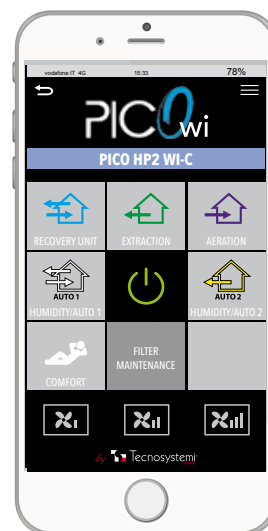 vodafone IT 4G 15:33 78%
PICO wi
PICO HP2 WI-C
RECOVERY UNIT EXTRACTION AERATION
AUTO 1 AUTO 2
HUMIDITY/AUTO 1 HUMIDITY/AUTO 2
FILTER
MAINTENANCE
COMFORT
by Tecnosystemi